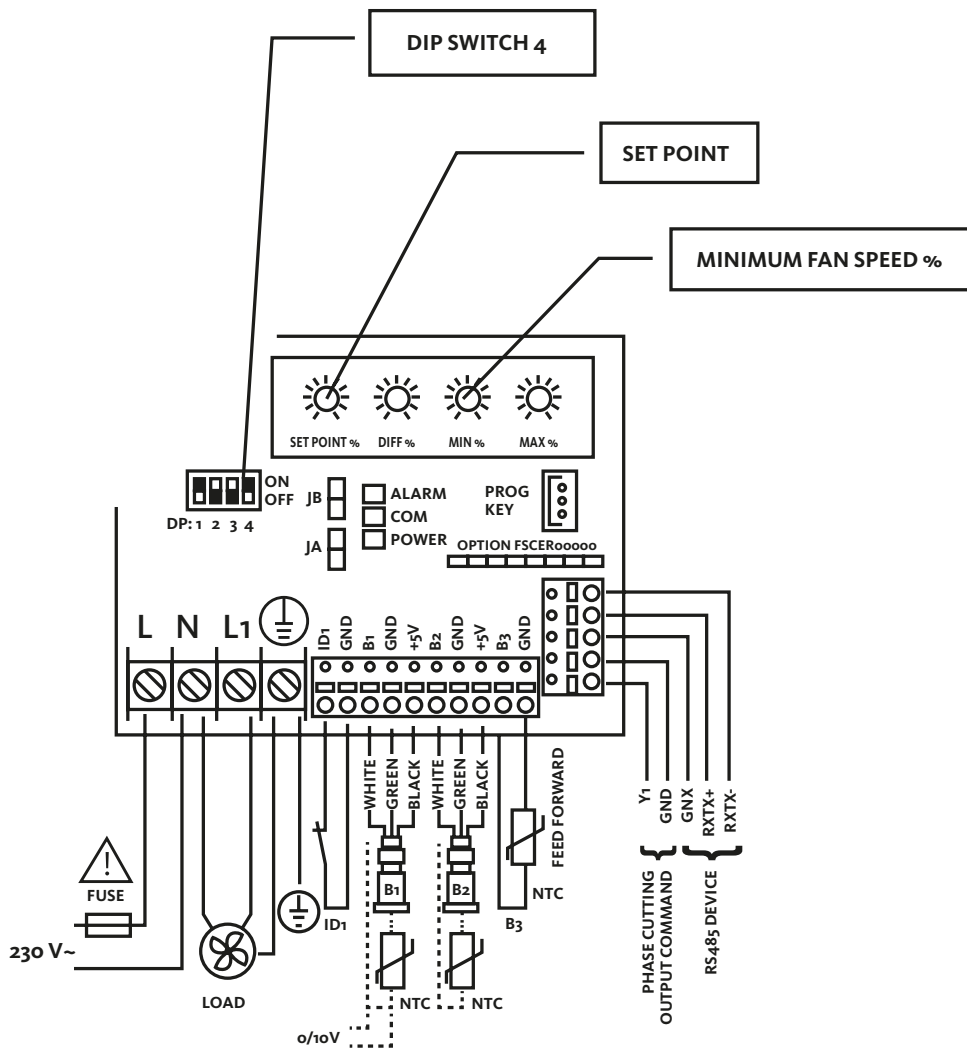 DIP SWITCH 4
SET POINT
MINIMUM FAN SPEED %
SET POINT % DIFF % MIN % MAX %
ON
OFF
DP: 1 2 3 4
JB
JA
ALARM
COM
POWER
PROG
KEY
OPTION FSCER00000
L N L1
ID1 GND B1 GND +5V B2 GND +5V B3 GND
WHITE GREEN BLACK WHITE GREEN BLACK
FEED FORWARD
Y1 GND GNX RXTX+ RXTX-
FUSE
!
230 V~
LOAD
ID1
B1
B2
NTC
B3
NTC
NTC
0/10V
PHASE CUTTING
OUTPUT COMMAND
RS485 DEVICE